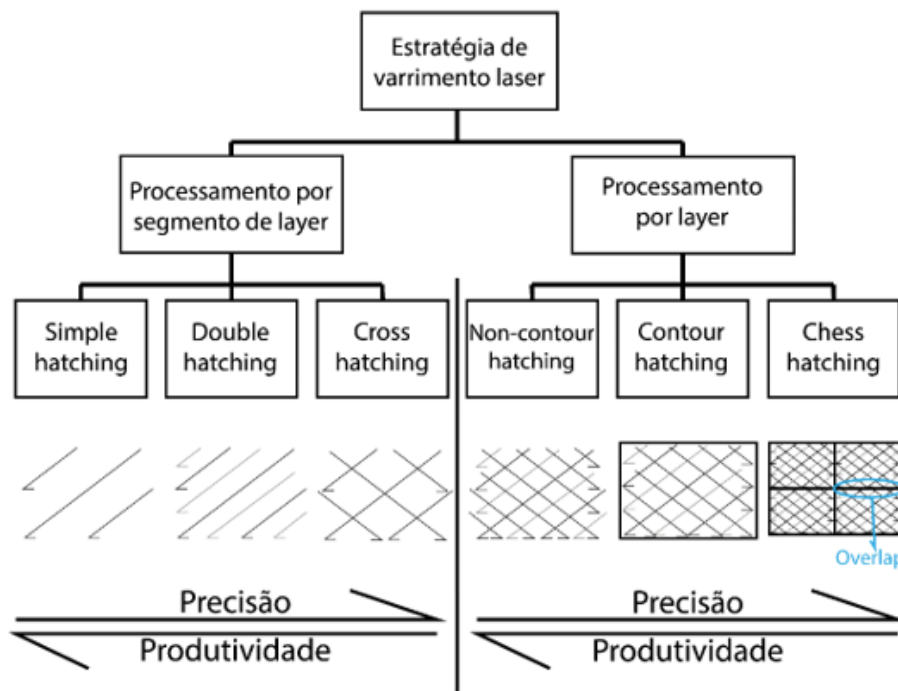 Estratégia de
varrimento laser
Processamento por
segmento de layer
Processamento
por layer
Simple
hatching
Double
hatching
Cross
hatching
Non-contour
hatching
Contour
hatching
Chess
hatching
Overlap
Precisão
Produtividade
Precisão
Produtividade